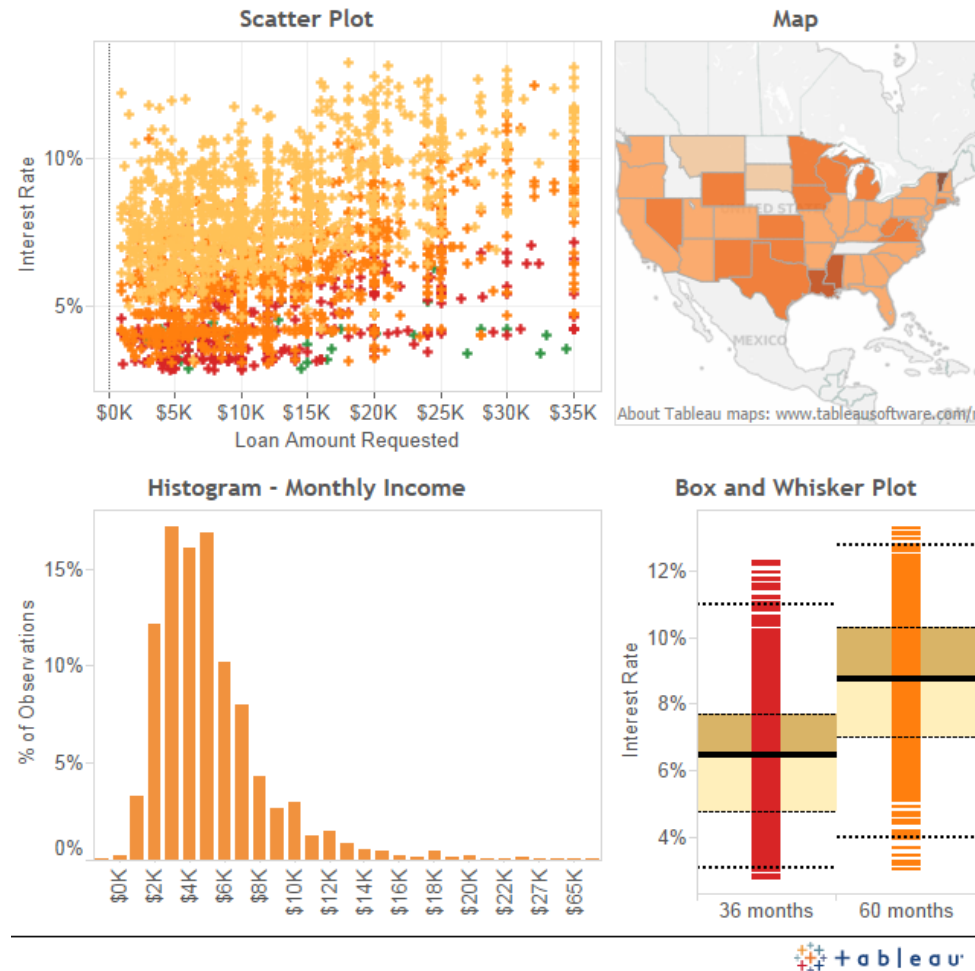 Scatter Plot
Interest Rate
10%
5%
$0K $5K $10K $15K $20K $25K $30K $35K
Loan Amount Requested
Map
UNITED STAT
MEXICO
About Tableau maps: www.tableausoftware.com/
Histogram - Monthly Income
% of Observations
15%
10%
5%
0%
$0K $2K $4K $6K $8K $10K $12K $14K $16K $18K $20K $22K $27K $65K
Box and Whisker Plot
Interest Rate
12%
10%
8%
6%
4%
36 months 60 months
+ a b l e a u